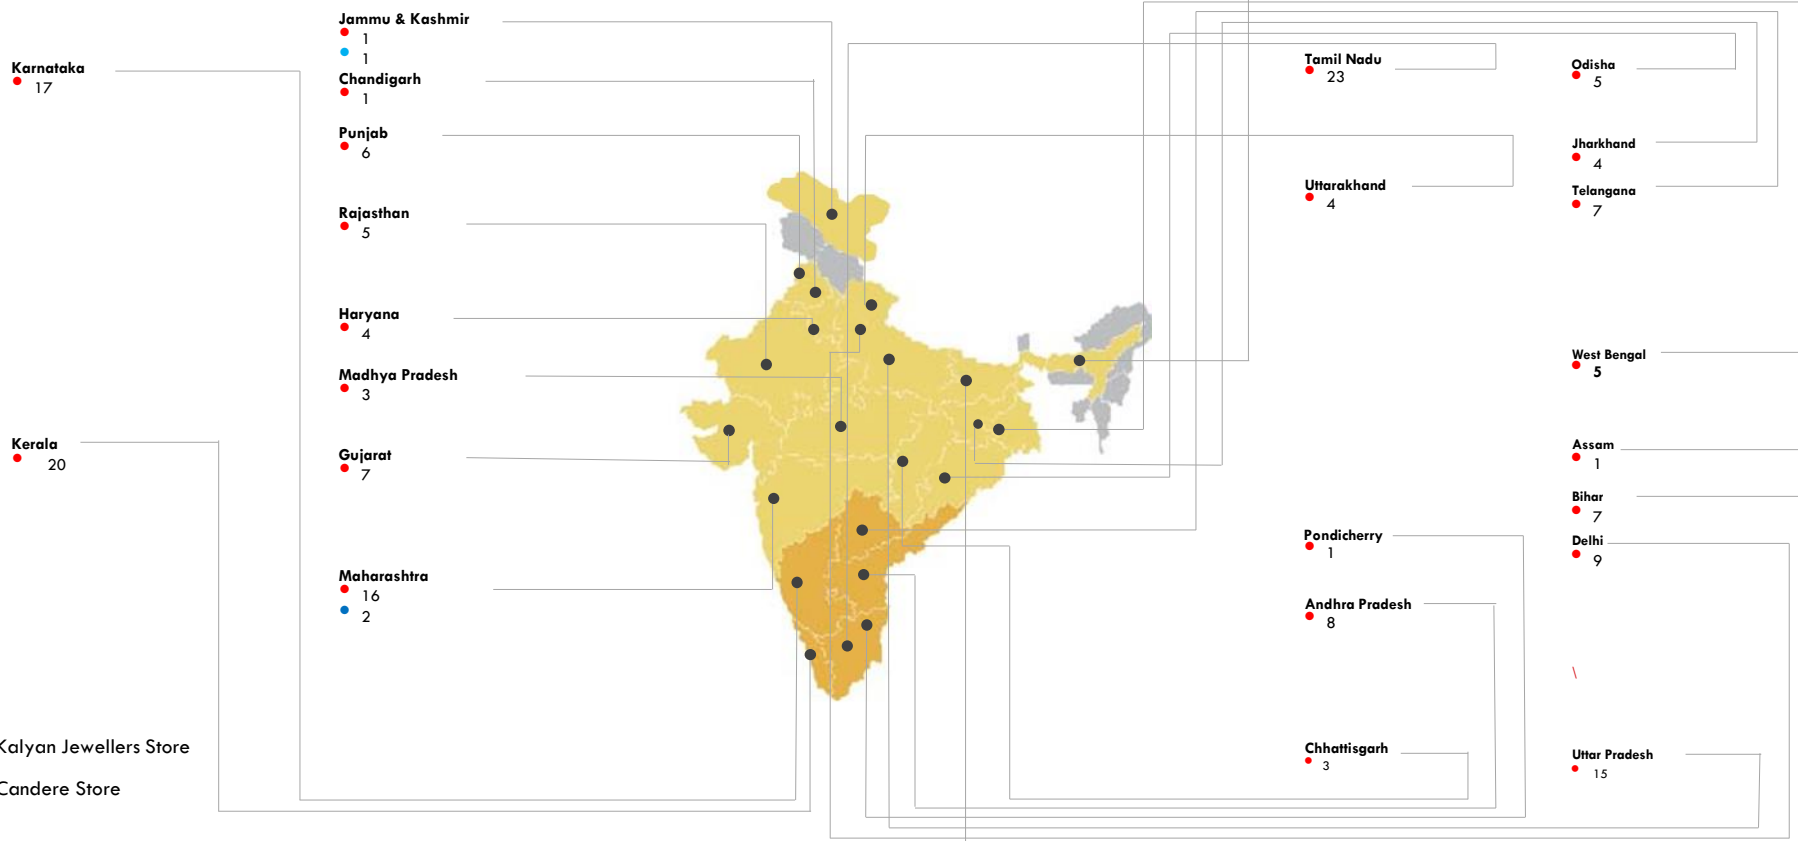 Karnataka
17
Kerala
20
Kalyan Jewellers Store
Candere Store
Jammu & Kashmir
1
1
Chandigarh
1
Punjab
6
Rajasthan
5
Haryana
4
Madhya Pradesh
3
Gujarat
7
Maharashtra
16
2
Tamil Nadu
23
Uttarakhand
4
Pondicherry
1
Andhra Pradesh
8
Chhattisgarh
3
Odisha
5
Jharkhand
4
Telangana
7
West Bengal
5
Assam
1
Bihar
7
Delhi
9
\
Uttar Pradesh
15